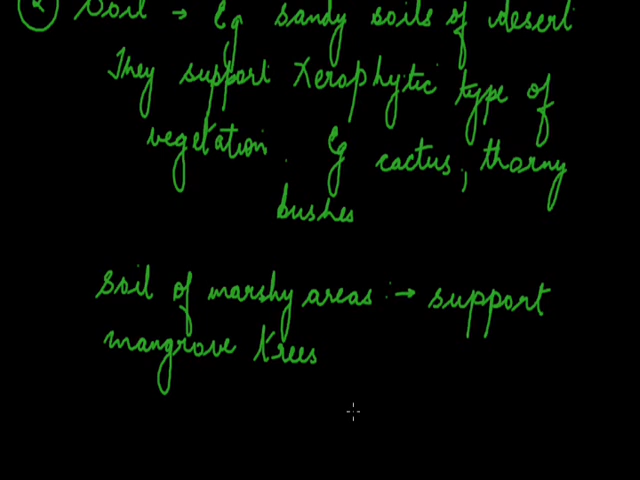 ② Soil → Eg sandy soils of desert
They support Xerophytic type of
vegetation. Eg cactus, thorny
bushes
Soil of marshy areas :→ support
mangrove trees